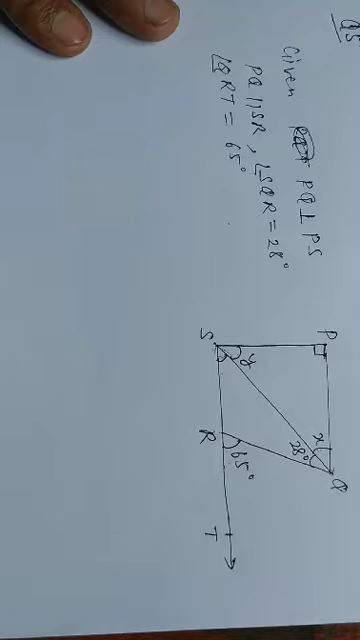 Q5
Given PQ⊥PS
PQ||SR, ∠SQR = 28°
∠QRT = 65°
P
x
Q
28°
S
y
R
65°
T